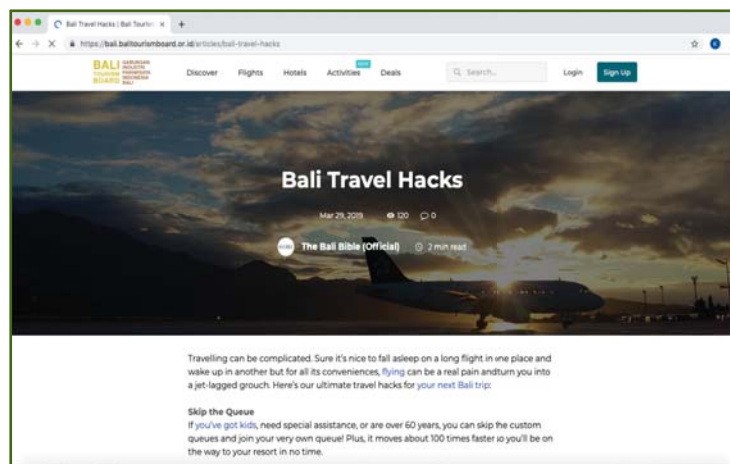 Bali Travel Hacks | Bali Tourism
https://bali.balitourismboard.or.id/articles/bali-travel-hacks
BALI
TOURISM
BOARD
GABUNGAN
INDUSTRI
PARIWISATA
INDONESIA
BALI
NEW
Discover Flights Hotels Activities Deals Search... Login Sign Up
Bali Travel Hacks
Mar 29, 2019 120 0
The Bali Bible (Official) 2 min read
Travelling can be complicated. Sure it's nice to fall asleep on a long flight in one place and
wake up in another but for all its conveniences, flying can be a real pain andturn you into
a jet-lagged grouch. Here's our ultimate travel hacks for your next Bali trip:
Skip the Queue
If you've got kids, need special assistance, or are over 60 years, you can skip the custom
queues and join your very own queue! Plus, it moves about 100 times faster so you'll be on
the way to your resort in no time.